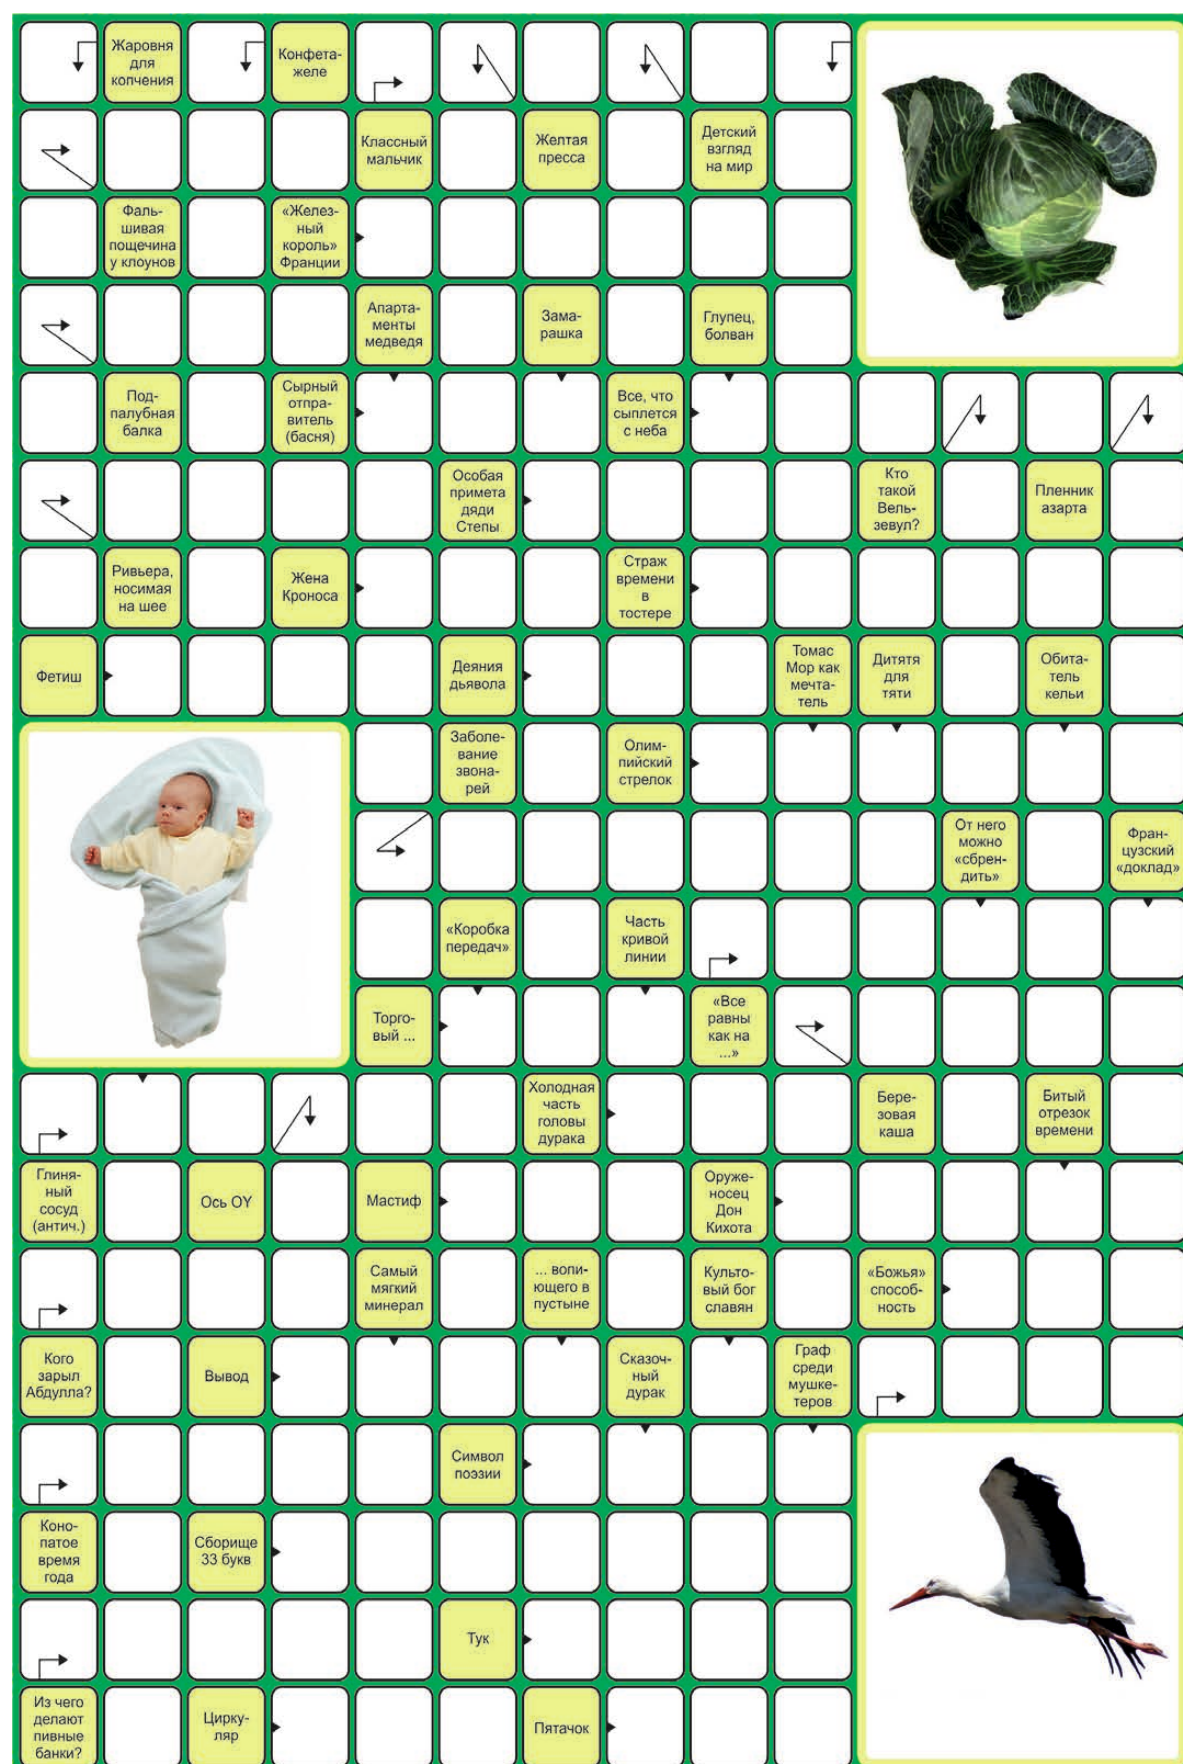 Жаровня
для
копчения
Конфета-
желе
Классный
мальчик
Желтая
пресса
Детский
взгляд
на мир
Фаль-
шивая
пощечина
у клоунов
«Желез-
ный
король»
Франции
Апарта-
менты
медведя
Зама-
рашка
Глупец,
болван
Под-
палубная
балка
Сырный
отпра-
витель
(басня)
Все, что
сыплется
с неба
Особая
примета
дяди
Степы
Кто
такой
Вель-
зевул?
Пленник
азарта
Ривьера,
носимая
на шее
Жена
Кроноса
Страж
времени
в
тостере
Фетиш
Деяния
дьявола
Томас
Мор как
мечта-
тель
Дитятя
для
тяти
Обита-
тель
кельи
Заболе-
вание
звона-
рей
Олим-
пийский
стрелок
От него
можно
«сбрен-
дить»
Фран-
цузский
«доклад»
«Коробка
передач»
Часть
кривой
линии
Торго-
вый ...
«Все
равны
как на
...»
Холодная
часть
головы
дурака
Бере-
зовая
каша
Битый
отрезок
времени
Глиня-
ный
сосуд
(антич.)
Ось OY
Мастиф
Оруже-
носец
Дон
Кихота
Самый
мягкий
минерал
... вопи-
ющего в
пустыне
Культо-
вый бог
славян
«Божья»
способ-
ность
Кого
зарыл
Абдулла?
Вывод
Сказоч-
ный
дурак
Граф
среди
мушке-
теров
Символ
поэзии
Коно-
патое
время
года
Сборище
33 букв
Тук
Из чего
делают
пивные
банки?
Цирку-
ляр
Пятачок